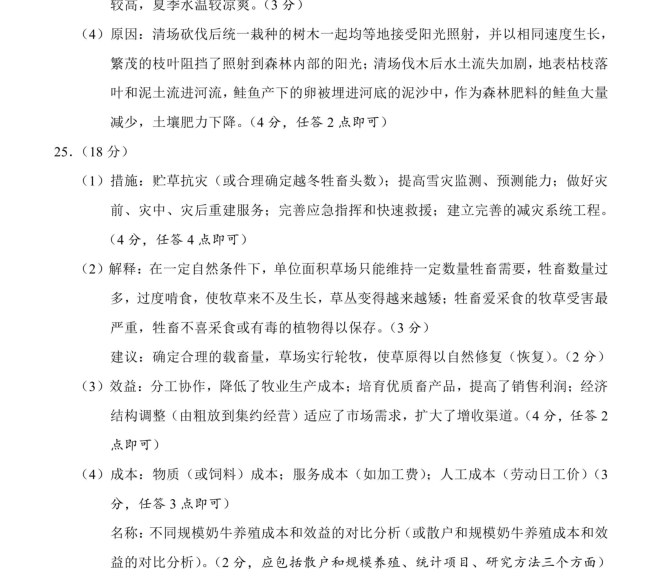 较高，夏季水温较凉爽。（3 分）
（4）原因：清场砍伐后统一栽种的树木一起均等地接受阳光照射，并以相同速度生长，
繁茂的枝叶阻挡了照射到森林内部的阳光；清场伐木后水土流失加剧，地表枯枝落
叶和泥土流进河流，鲑鱼产下的卵被埋进河底的泥沙中，作为森林肥料的鲑鱼大量
减少，土壤肥力下降。（4 分，任答 2 点即可）
25．（18 分）
（1）措施：贮草抗灾（或合理确定越冬牲畜头数）；提高雪灾监测、预测能力；做好灾
前、灾中、灾后重建服务；完善应急指挥和快速救援；建立完善的减灾系统工程。
（4 分，任答 4 点即可）
（2）解释：在一定自然条件下，单位面积草场只能维持一定数量牲畜需要，牲畜数量过
多，过度啃食，使牧草来不及生长，草丛变得越来越矮；牲畜爱采食的牧草受害最
严重，牲畜不喜采食或有毒的植物得以保存。（3 分）
建议：确定合理的载畜量，草场实行轮牧，使草原得以自然修复（恢复）。（2 分）
（3）效益：分工协作，降低了牧业生产成本；培育优质畜产品，提高了销售利润；经济
结构调整（由粗放到集约经营）适应了市场需求，扩大了增收渠道。（4 分，任答 2
点即可）
（4）成本：物质（或饲料）成本；服务成本（如加工费）；人工成本（劳动日工价）（3
分，任答 3 点即可）
名称：不同规模奶牛养殖成本和效益的对比分析（或散户和规模奶牛养殖成本和效
益的对比分析）。（2 分，应包括散户和规模养殖、统计项目、研究方法三个方面）